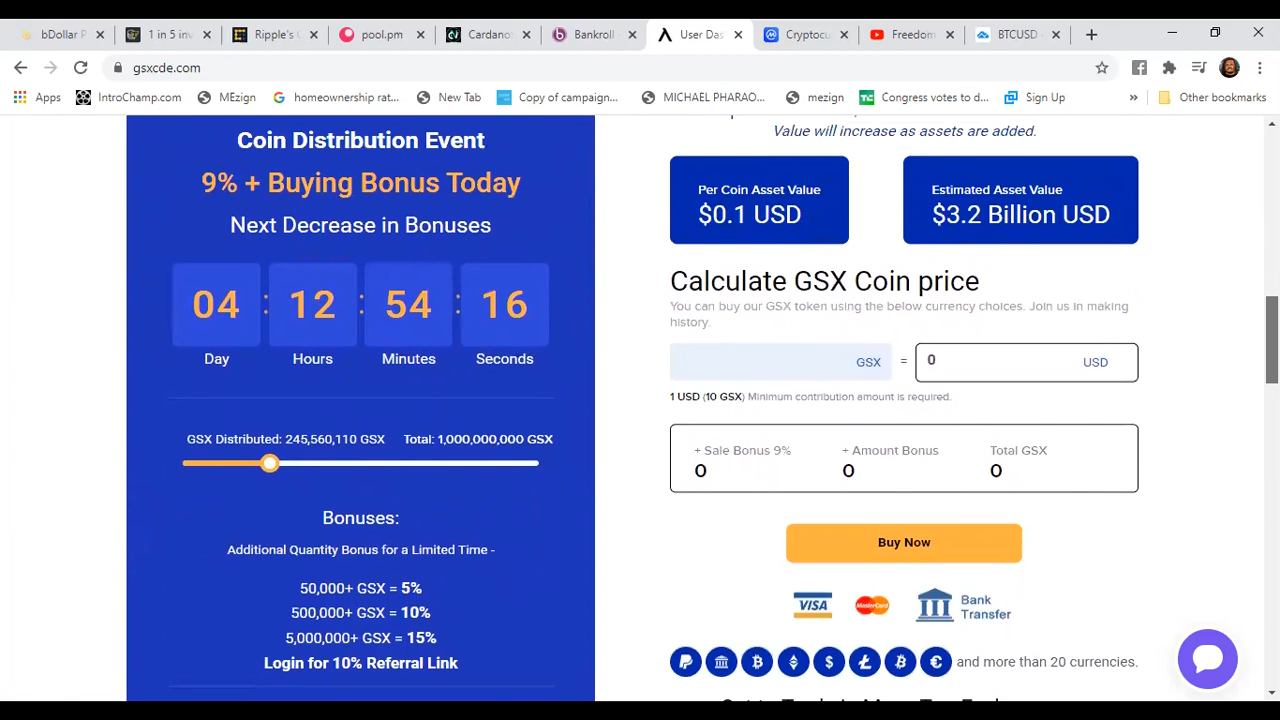 bDollar P
1 in 5 inv
Ripple's C
pool.pm
Cardano
Bankroll
User Das
Cryptocu
Freedom
BTCUSD -
gsxcde.com
Apps
IntroChamp.com
MEzign
homeownership rat...
New Tab
Copy of campaign...
MICHAEL PHARAO...
mezign
Congress votes to d...
Sign Up
»
Other bookmarks
Coin Distribution Event
9% + Buying Bonus Today
Next Decrease in Bonuses
04 : 12 : 54 : 16
Day Hours Minutes Seconds
GSX Distributed: 245,560,110 GSX Total: 1,000,000,000 GSX
Bonuses:
Additional Quantity Bonus for a Limited Time -
50,000+ GSX = 5%
500,000+ GSX = 10%
5,000,000+ GSX = 15%
Login for 10% Referral Link
Value will increase as assets are added.
Per Coin Asset Value
$0.1 USD
Estimated Asset Value
$3.2 Billion USD
Calculate GSX Coin price
You can buy our GSX token using the below currency choices. Join us in making
history.
GSX = 0 USD
1 USD (10 GSX) Minimum contribution amount is required.
+ Sale Bonus 9% + Amount Bonus Total GSX
0 0 0
Buy Now
VISA
MasterCard
Bank
Transfer
and more than 20 currencies.